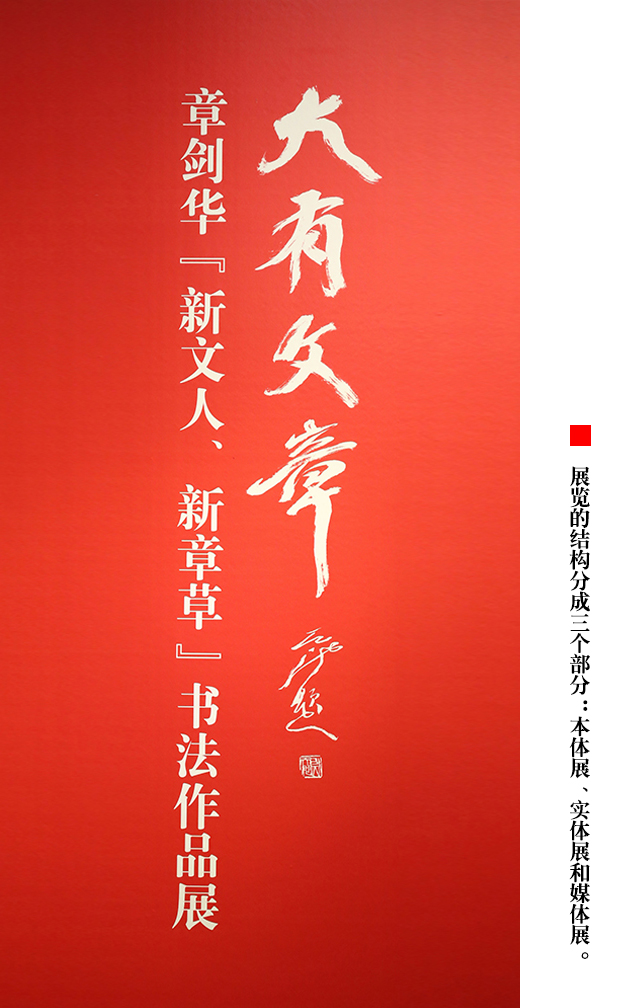 大有文章
章剑华『新文人、新章草』书法作品展
展览的结构分成三个部分：本体展、实体展和媒体展。